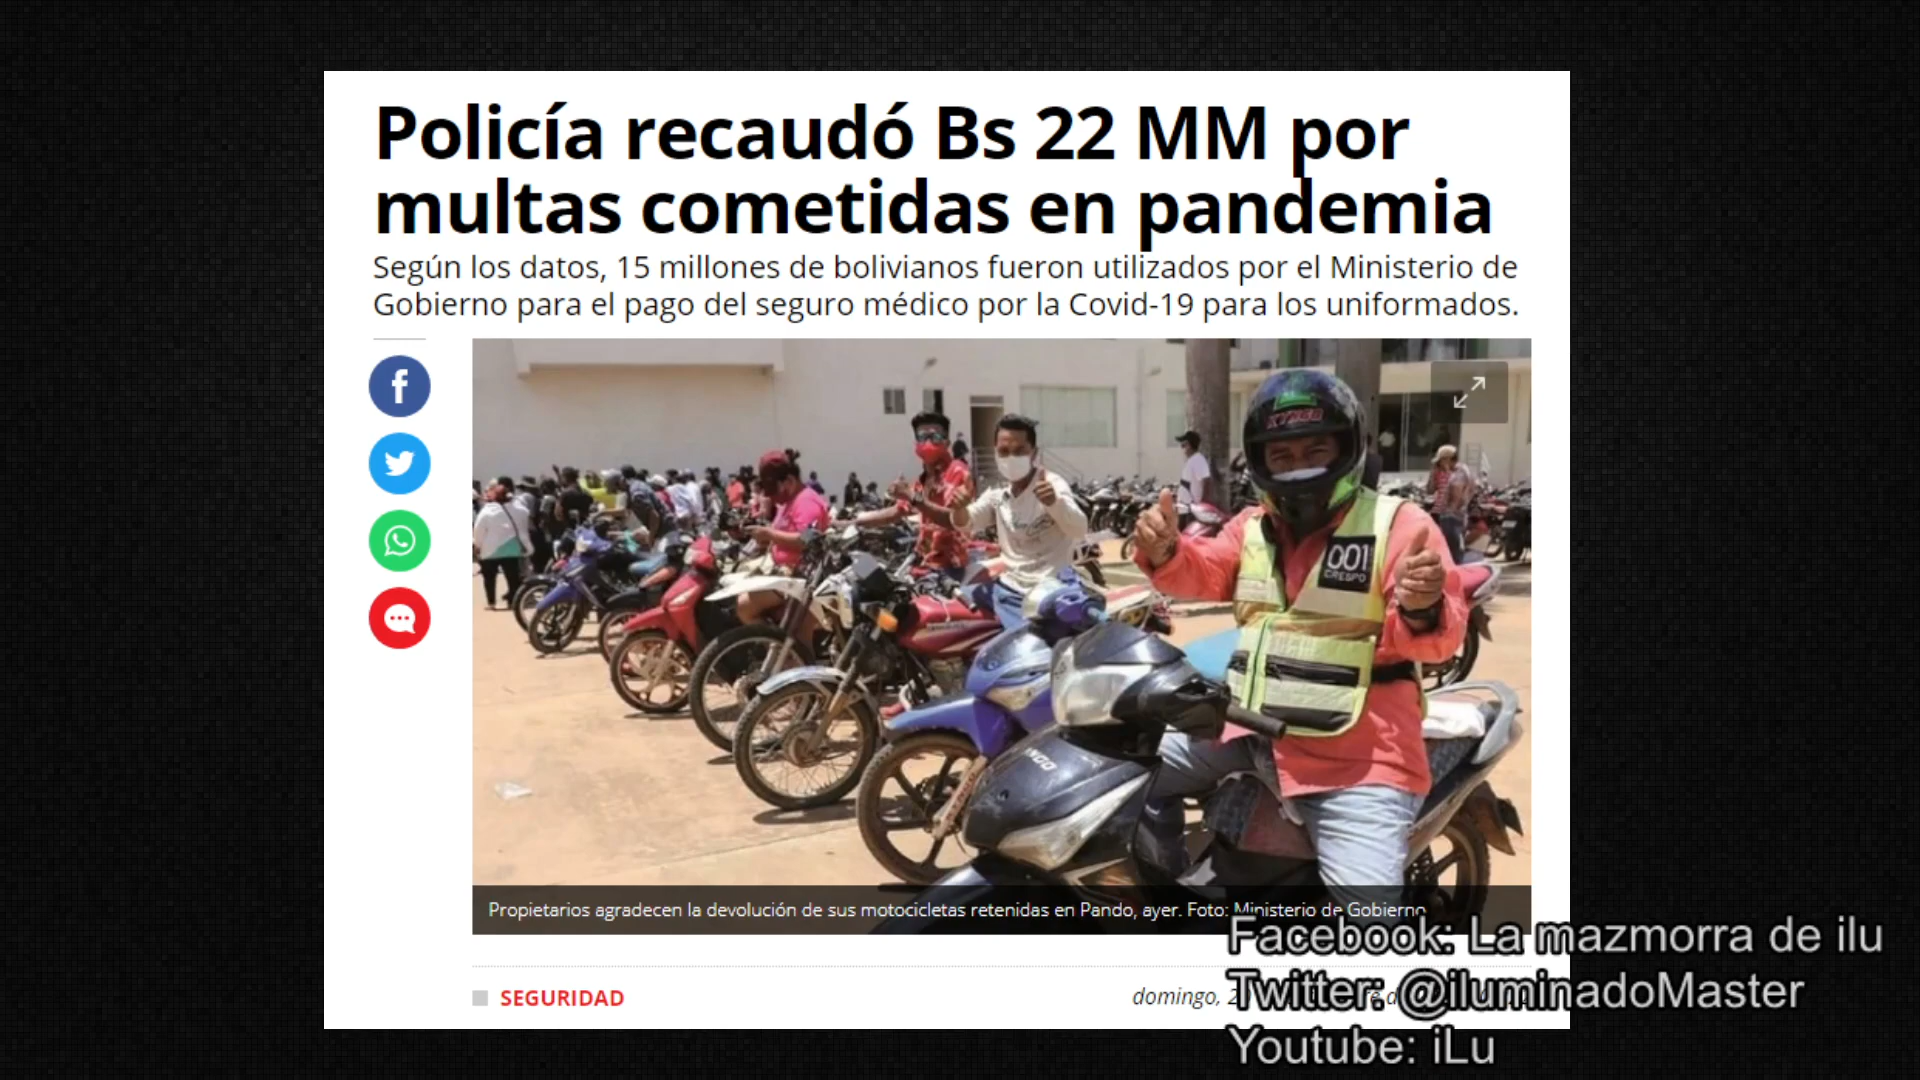 Policía recaudó Bs 22 MM por
multas cometidas en pandemia
Según los datos, 15 millones de bolivianos fueron utilizados por el Ministerio de
Gobierno para el pago del seguro médico por la Covid-19 para los uniformados.
KYZED
001
CRESPO
Propietarios agradecen la devolución de sus motocicletas retenidas en Pando, ayer. Foto: Ministerio de Gobierno
Facebook: La mazmorra de ilu
SEGURIDAD
domingo,
Twitter: @iluminadoMaster
Youtube: iLu